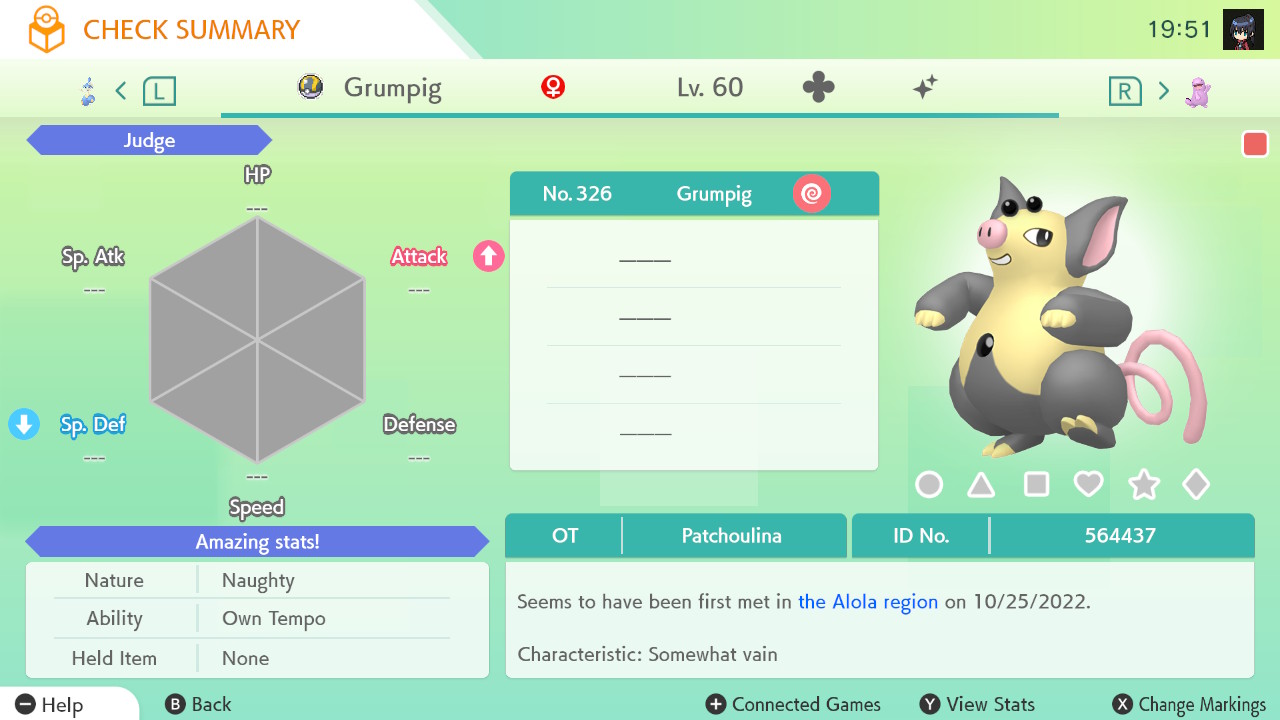 CHECK SUMMARY
19:51
L
Grumpig
Lv. 60
R
Judge
HP
---
Sp. Atk
---
Attack
---
Sp. Def
---
Defense
---
---
Speed
Amazing stats!
Nature Naughty
Ability Own Tempo
Held Item None
No. 326 Grumpig
———
———
———
———
OT Patchoulina
ID No. 564437
Seems to have been first met in the Alola region on 10/25/2022.
Characteristic: Somewhat vain
Help
B Back
Connected Games
Y View Stats
X Change Markings